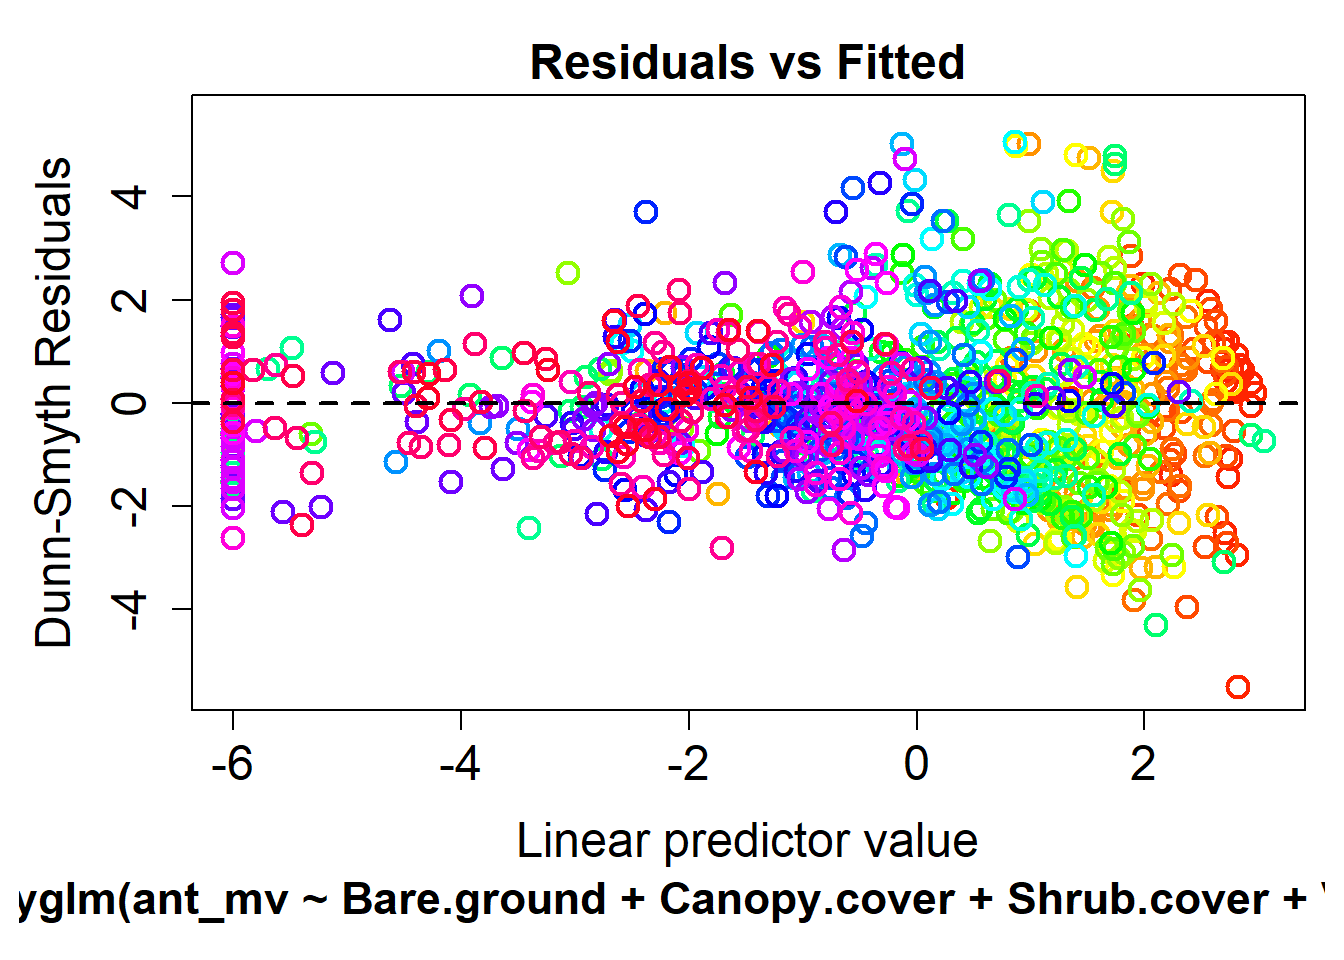 Residuals vs Fitted
Dunn-Smyth Residuals
4
2
0
-2
-4
-6 -4 -2 0 2
Linear predictor value
yglm(ant_mv ~ Bare.ground + Canopy.cover + Shrub.cover +